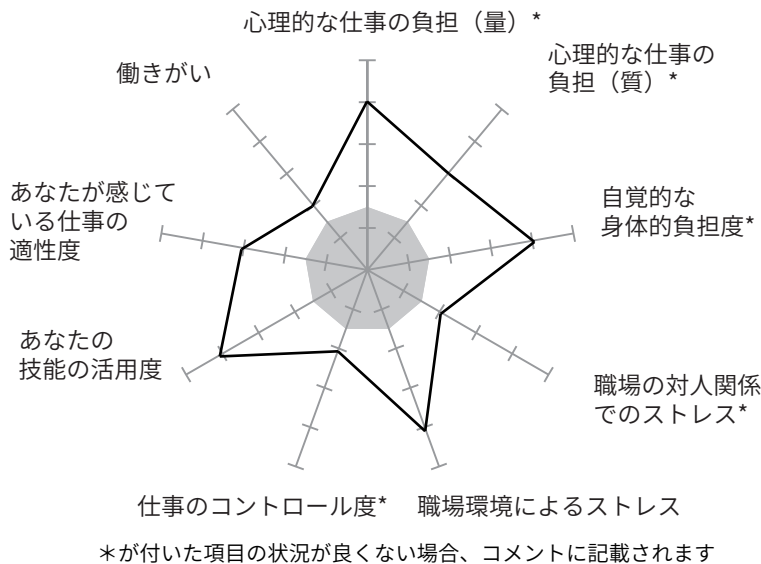 心理的な仕事の負担（量）*
心理的な仕事の
負担（質）*
自覚的な
身体的負担度*
職場の対人関係
でのストレス*
職場環境によるストレス
仕事のコントロール度*
あなたの
技能の活用度
あなたが感じて
いる仕事の
適性度
働きがい
＊が付いた項目の状況が良くない場合、コメントに記載されます